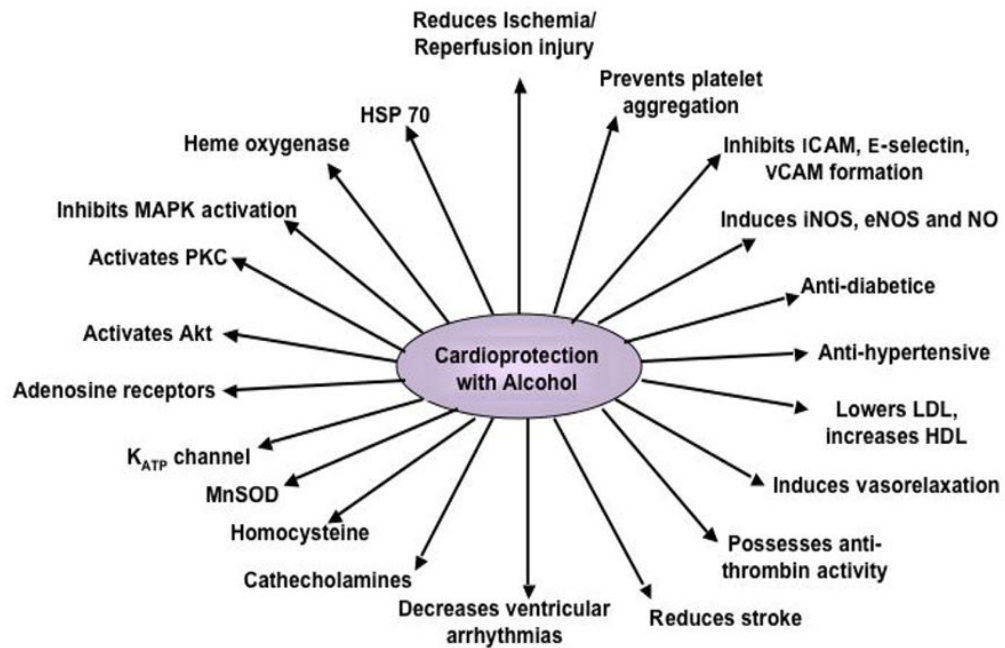 Reduces Ischemia/
Reperfusion injury
Prevents platelet
aggregation
HSP 70
Heme oxygenase
Inhibits ICAM, E-selectin,
VCAM formation
Inhibits MAPK activation
Induces iNOS, eNOS and NO
Activates PKC
Anti-diabetice
Activates Akt
Cardioprotection
with Alcohol
Anti-hypertensive
Adenosine receptors
Lowers LDL,
increases HDL
KATP channel
MnSOD
Induces vasorelaxation
Homocysteine
Possesses anti-
thrombin activity
Cathecholamines
Decreases ventricular
arrhythmias
Reduces stroke